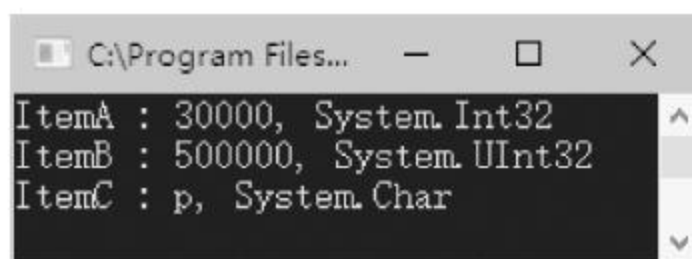 C:\Program Files...
ItemA : 30000, System.Int32
ItemB : 500000, System.UInt32
ItemC : p, System.Char